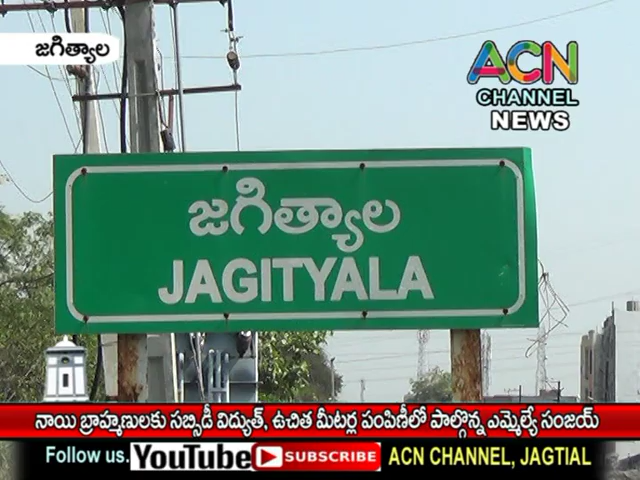 జగిత్యాల
ACN
CHANNEL
NEWS
జగిత్యాల
JAGITYALA
నాయి బ్రాహ్మణులకు సబ్సిడీ విద్యుత్, ఉచిత మీటర్ల పంపిణీలో పాల్గొన్న ఎమ్మెల్యే సంజయ్
Follow us. YouTube SUBSCRIBE ACN CHANNEL, JAGTIAL